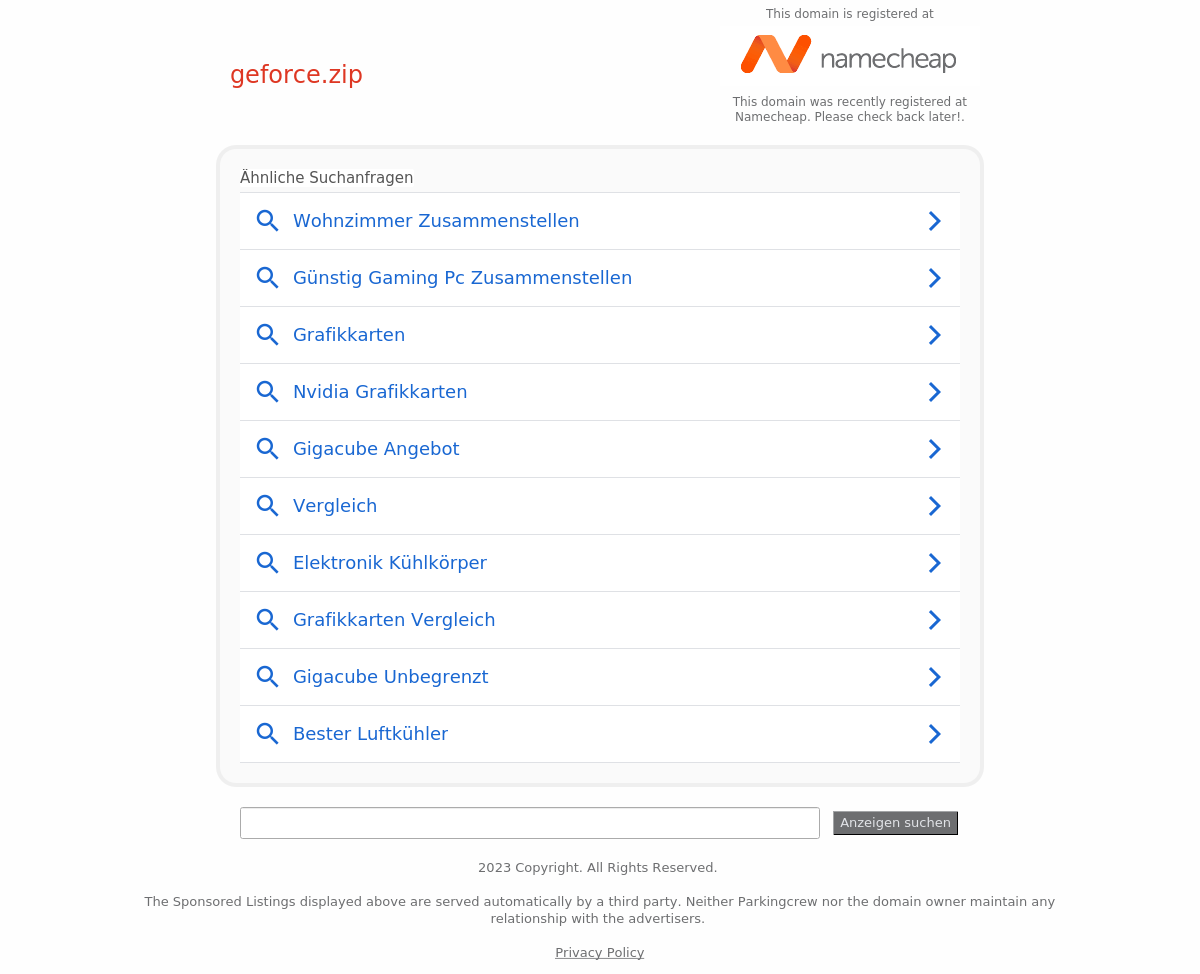 This domain is registered at
namecheap
geforce.zip
This domain was recently registered at
Namecheap. Please check back later!.
Ähnliche Suchanfragen
Wohnzimmer Zusammenstellen
Günstig Gaming Pc Zusammenstellen
Grafikkarten
Nvidia Grafikkarten
Gigacube Angebot
Vergleich
Elektronik Kühlkörper
Grafikkarten Vergleich
Gigacube Unbegrenzt
Bester Luftkühler
Anzeigen suchen
2023 Copyright. All Rights Reserved.
The Sponsored Listings displayed above are served automatically by a third party. Neither Parkingcrew nor the domain owner maintain any
relationship with the advertisers.
Privacy Policy